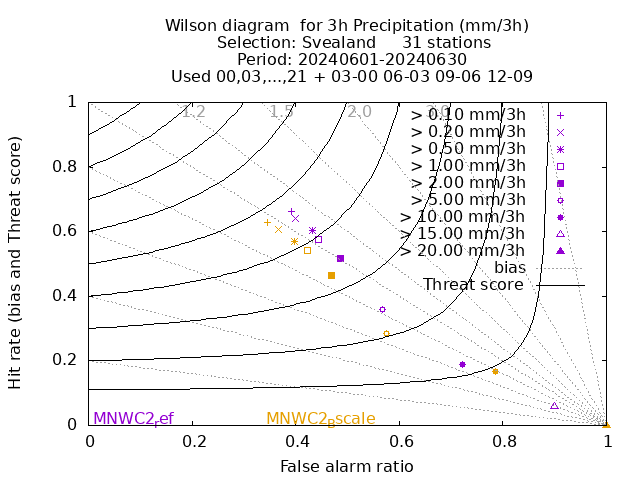 Wilson diagram for 3h Precipitation (mm/3h)
Selection: Svealand 31 stations
Period: 20240601-20240630
Used 00,03,...,21 + 03-00 06-03 09-06 12-09
Hit rate (bias and Threat score)
1
0.8
0.6
0.4
0.2
0
1.2
1.5
2.0
3.0
> 0.10 mm/3h
> 0.20 mm/3h
> 0.50 mm/3h
> 1.00 mm/3h
> 2.00 mm/3h
> 5.00 mm/3h
> 10.00 mm/3h
> 15.00 mm/3h
> 20.00 mm/3h
bias
Threat score
MNWC2ref
MNWC2Bscale
0 0.2 0.4 0.6 0.8 1
False alarm ratio